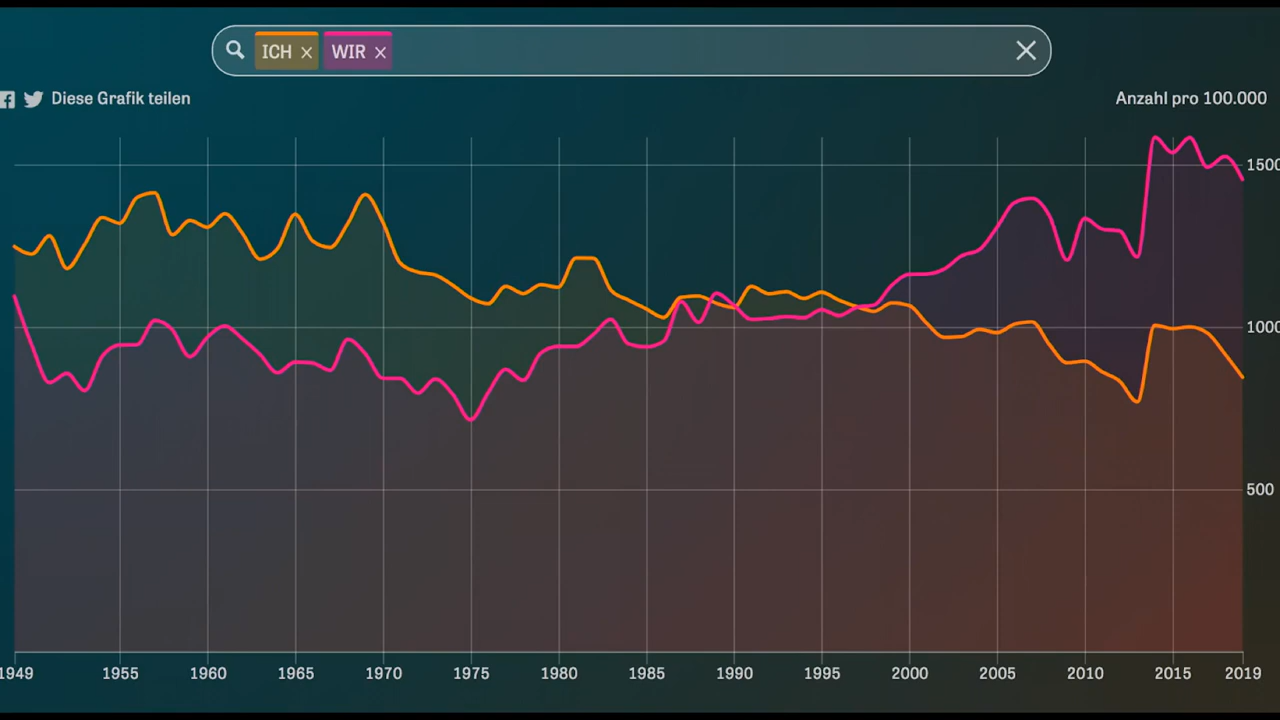 ICH × WIR ×
Diese Grafik teilen
Anzahl pro 100.000
1500
1000
500
1949 1955 1960 1965 1970 1975 1980 1985 1990 1995 2000 2005 2010 2015 2019